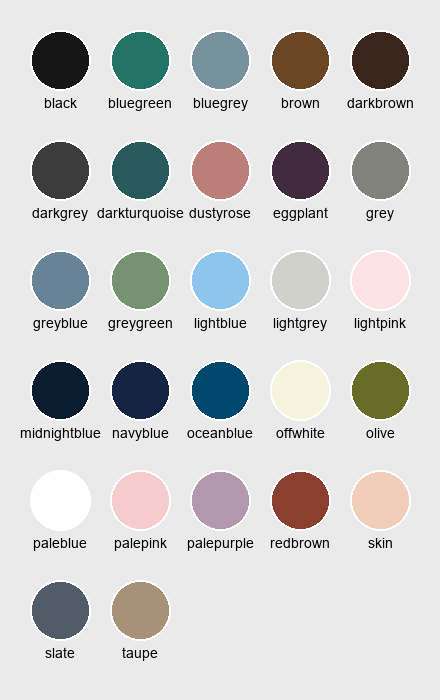 black bluegreen bluegrey brown darkbrown
darkgrey darkturquoise dustyrose eggplant grey
greyblue greygreen lightblue lightgrey lightpink
midnightblue navyblue oceanblue offwhite olive
paleblue palepink palepurple redbrown skin
slate taupe